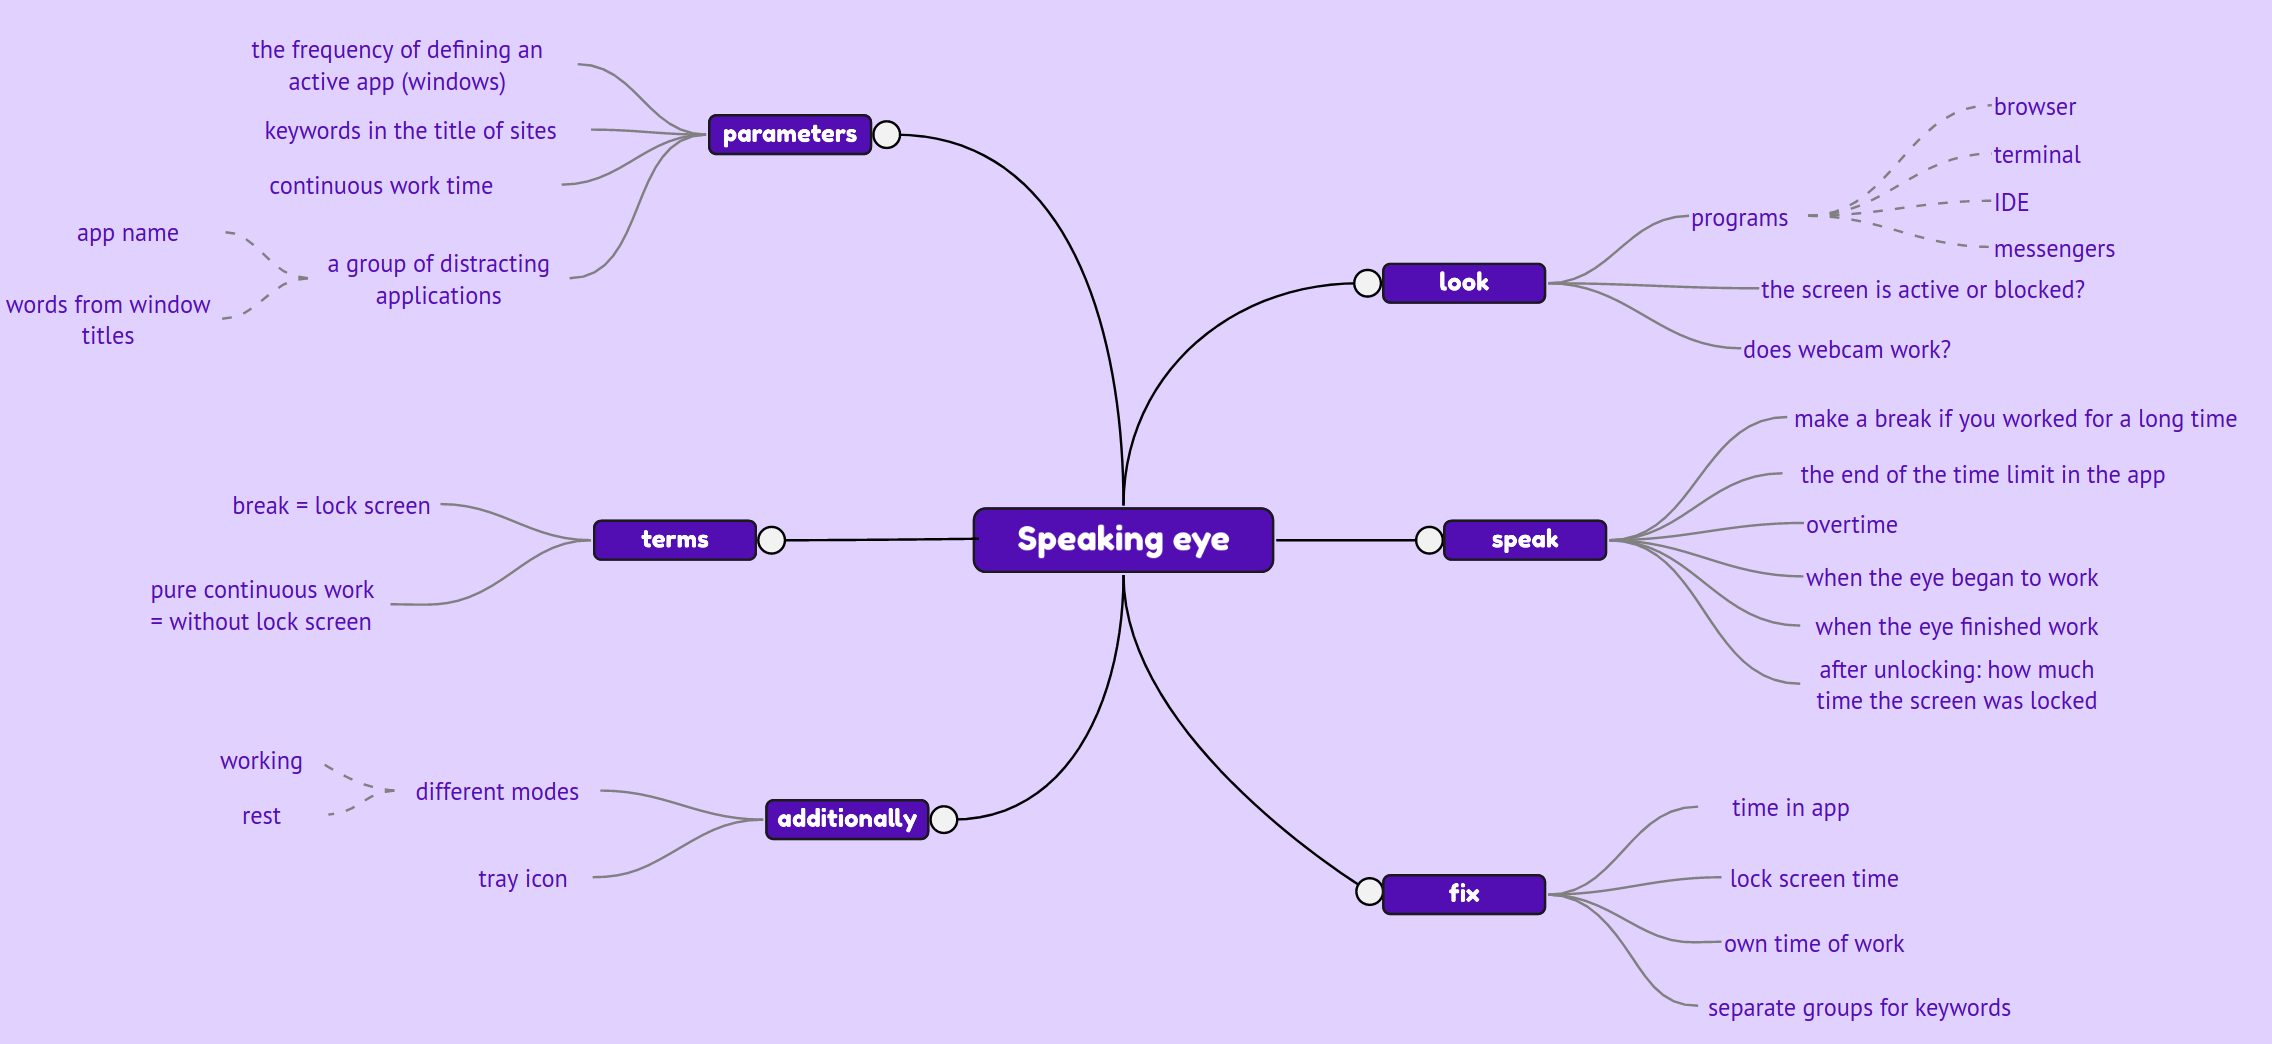 the frequency of defining an
active app (windows)
keywords in the title of sites
continuous work time
a group of distracting
applications
app name
words from window
titles
parameters
browser
terminal
IDE
messengers
programs
the screen is active or blocked?
does webcam work?
look
break = lock screen
pure continuous work
= without lock screen
terms
Speaking eye
speak
make a break if you worked for a long time
the end of the time limit in the app
overtime
when the eye began to work
when the eye finished work
after unlocking: how much
time the screen was locked
working
rest
different modes
tray icon
additionally
fix
time in app
lock screen time
own time of work
separate groups for keywords